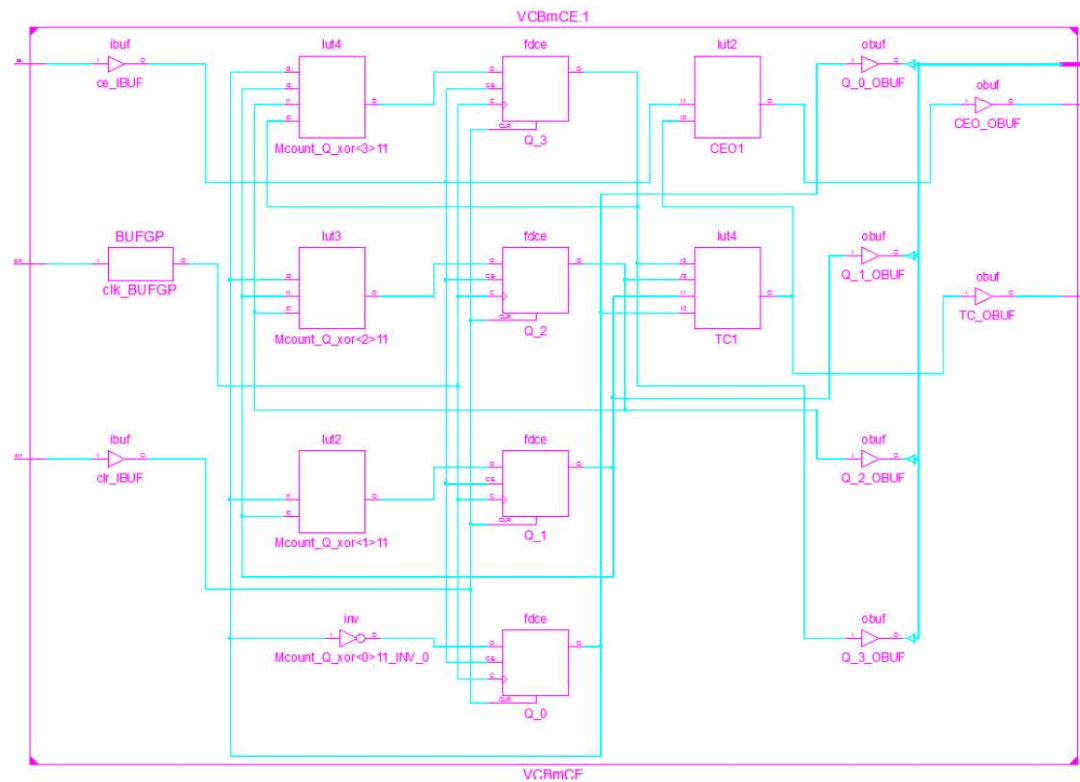 VCBmCE:1
ibuf
ce_IBUF
lut4
Mcount_Q_xor<3>11
fdce
Q_3
lut2
CEO1
obuf
Q_0_OBUF
obuf
CEO_OBUF
BUFGP
clk_BUFGP
lut3
Mcount_Q_xor<2>11
fdce
Q_2
lut4
TC1
obuf
Q_1_OBUF
obuf
TC_OBUF
ibuf
clr_IBUF
lut2
Mcount_Q_xor<1>11
fdce
Q_1
obuf
Q_2_OBUF
inv
Mcount_Q_xor<0>11_INV_0
fdce
Q_0
obuf
Q_3_OBUF
VCBmCE